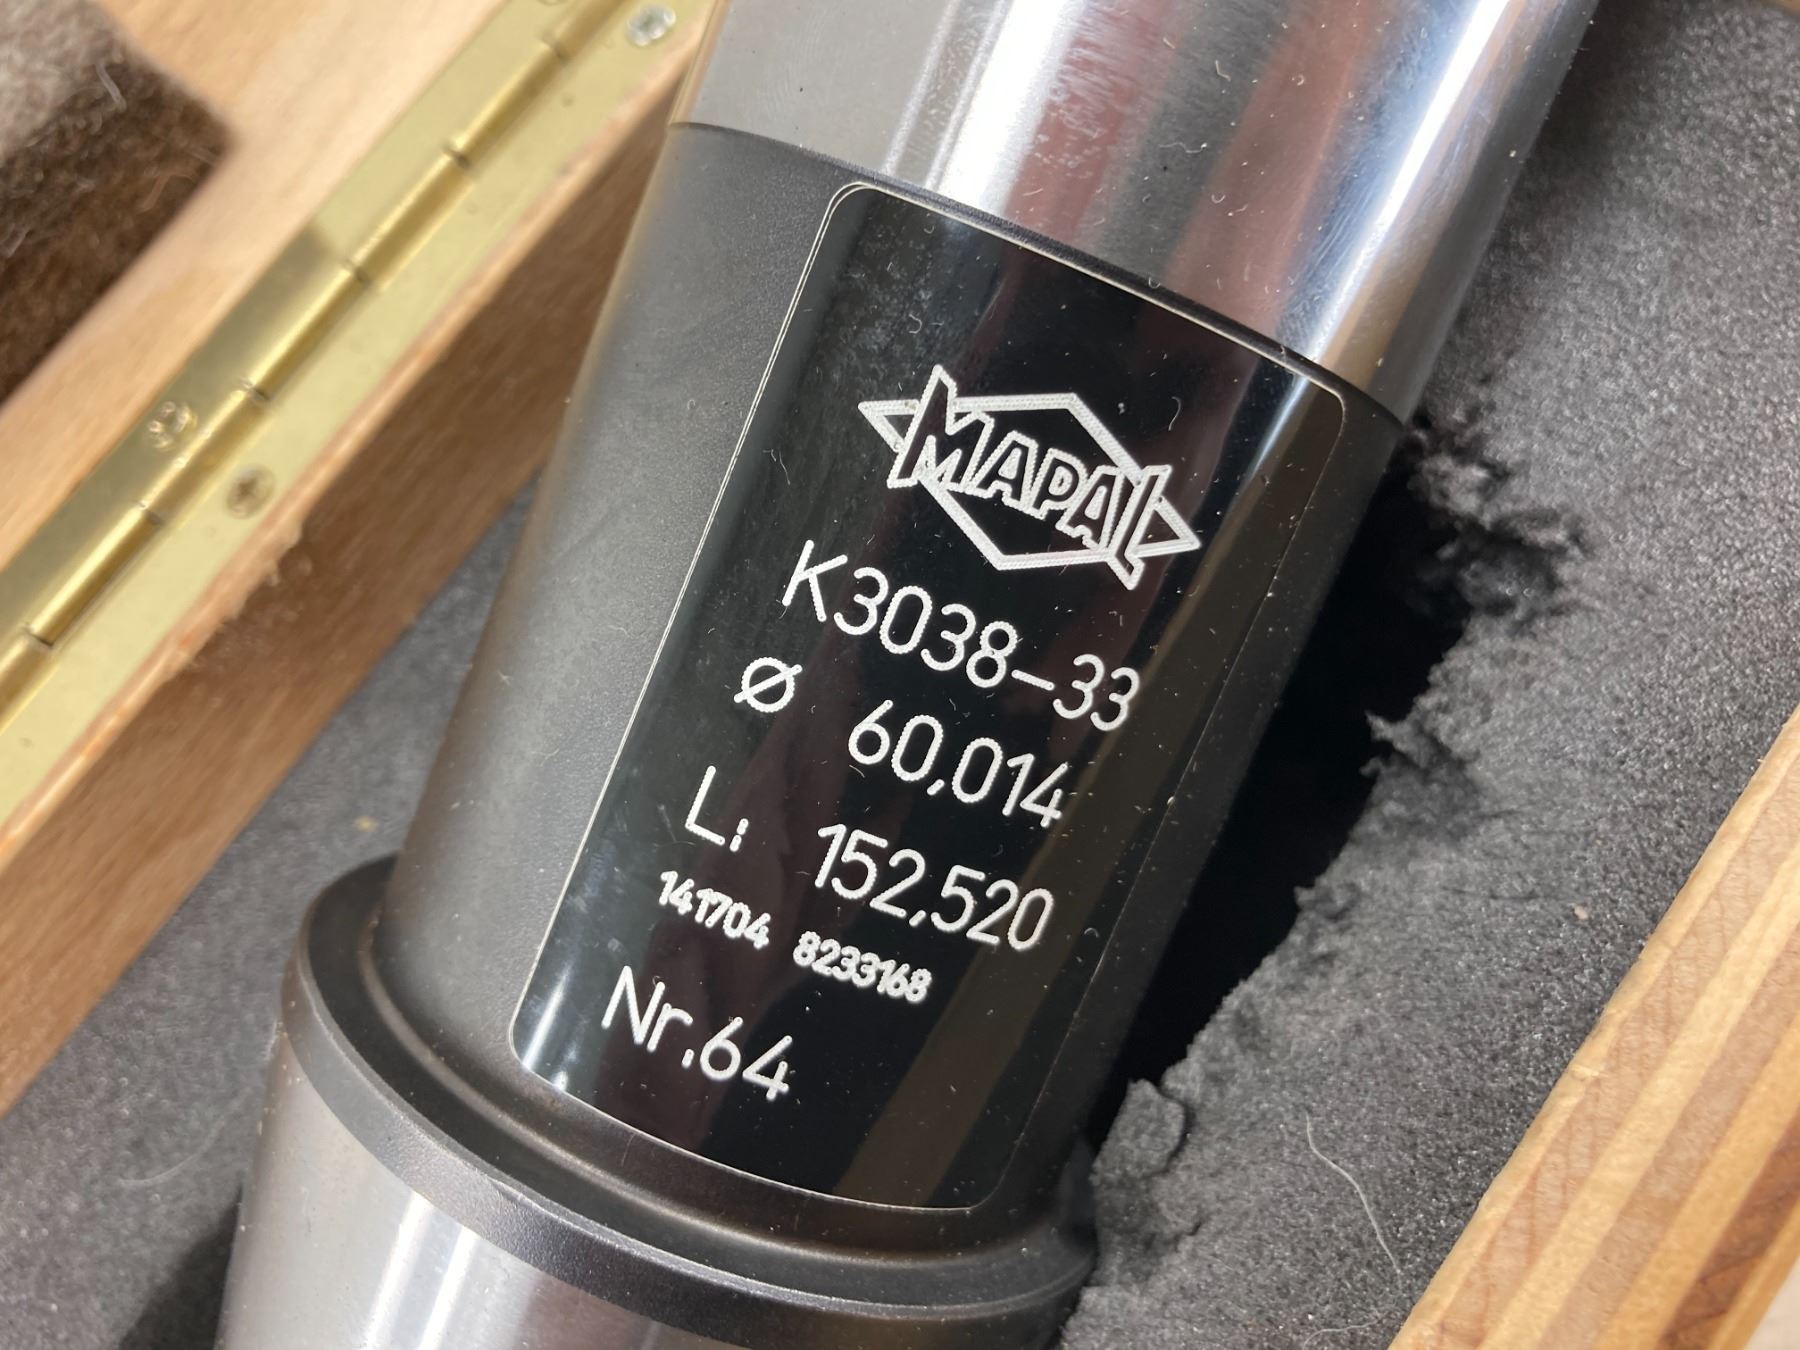 MAPAL
K3038-33
Ø 60,014
L: 152,520
141704 8233168
Nr.64